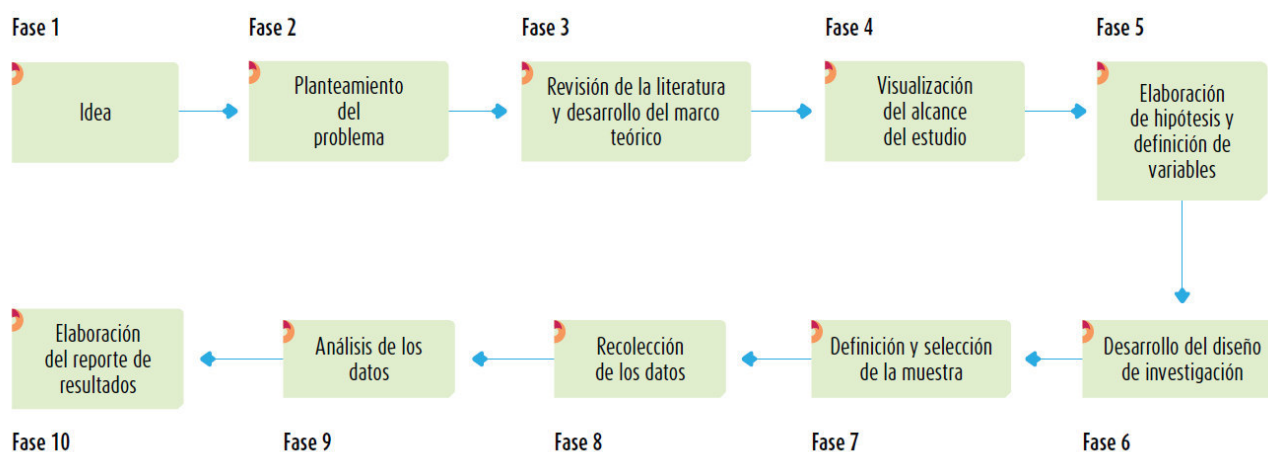 Fase 1
Idea
Fase 2
Planteamiento
del
problema
Fase 3
Revisión de la literatura
y desarrollo del marco
teórico
Fase 4
Visualización
del alcance
del estudio
Fase 5
Elaboración
de hipótesis y
definición de
variables
Desarrollo del diseño
de investigación
Fase 6
Definición y selección
de la muestra
Fase 7
Recolección
de los datos
Fase 8
Análisis de los
datos
Fase 9
Elaboración
del reporte de
resultados
Fase 10